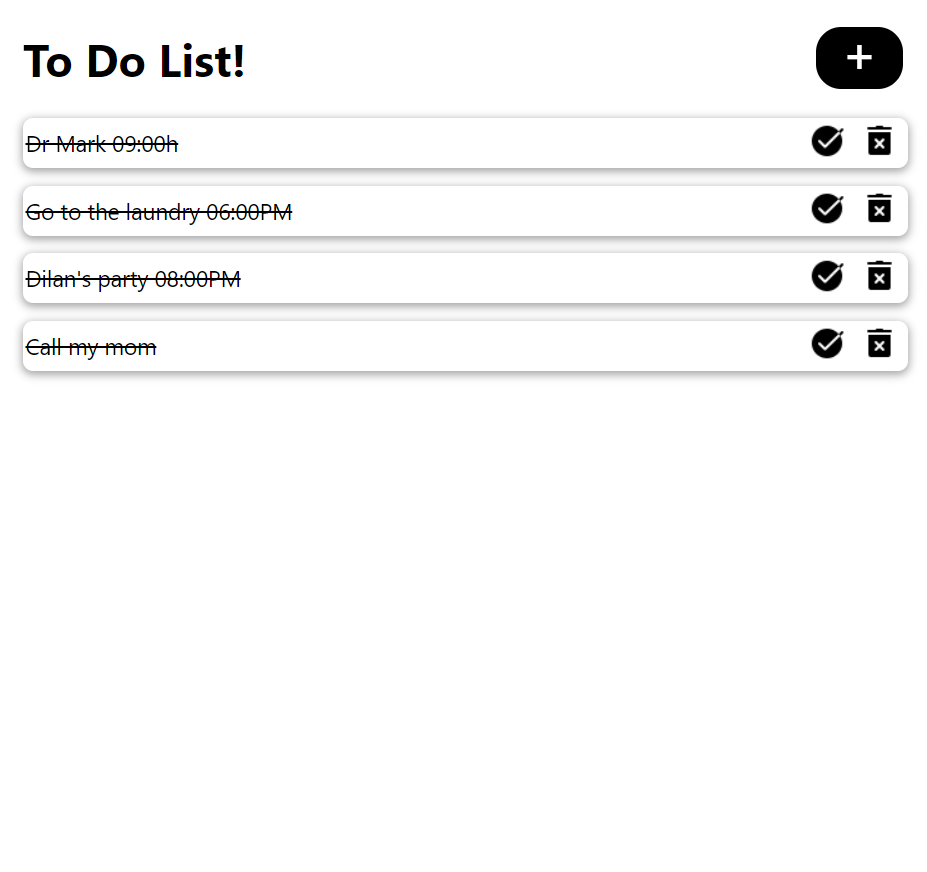 To Do List!
Dr Mark 09:00h
Go to the laundry 06:00PM
Dilan's party 08:00PM
Call my mom